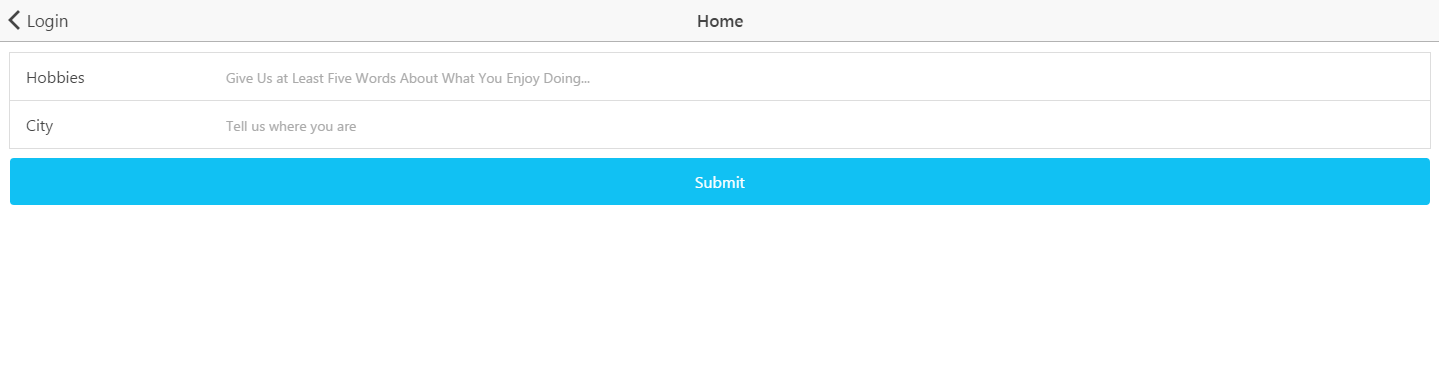 Login Home
Hobbies Give Us at Least Five Words About What You Enjoy Doing...
City Tell us where you are
Submit